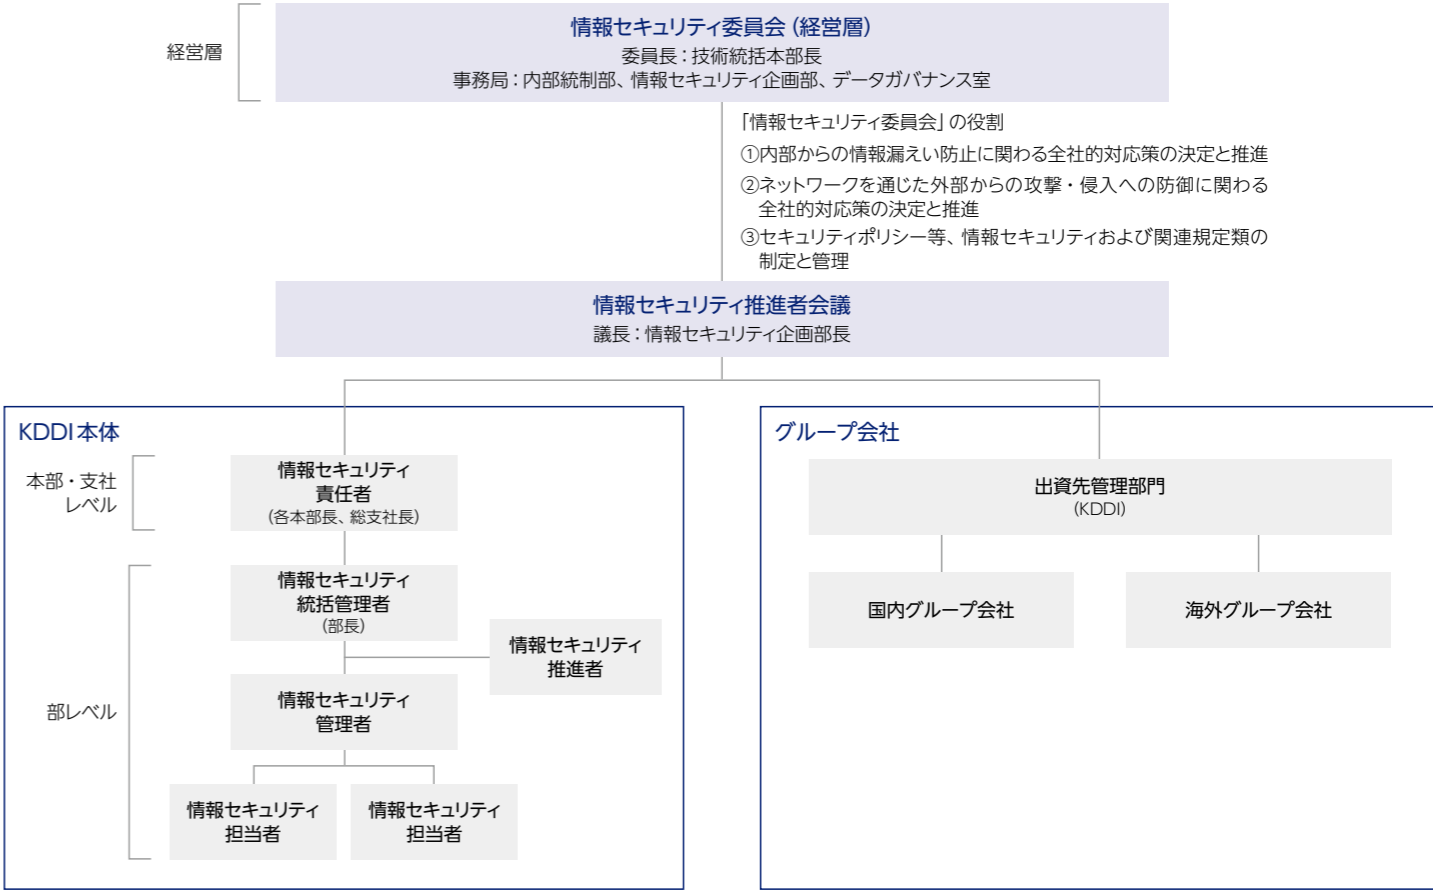 情報セキュリティ委員会（経営層）
委員長：技術統括本部長
事務局：内部統制部、情報セキュリティ企画部、データガバナンス室
経営層
「情報セキュリティ委員会」の役割
①内部からの情報漏えい防止に関わる全社的対応策の決定と推進
②ネットワークを通じた外部からの攻撃・侵入への防御に関わる
全社的対応策の決定と推進
③セキュリティポリシー等、情報セキュリティおよび関連規定類の
制定と管理
情報セキュリティ推進者会議
議長：情報セキュリティ企画部長
KDDI本体
本部・支社
レベル
情報セキュリティ
責任者
（各本部長、総支社長）
部レベル
情報セキュリティ
統括管理者
（部長）
情報セキュリティ
推進者
情報セキュリティ
管理者
情報セキュリティ
担当者
情報セキュリティ
担当者
グループ会社
出資先管理部門
（KDDI）
国内グループ会社
海外グループ会社